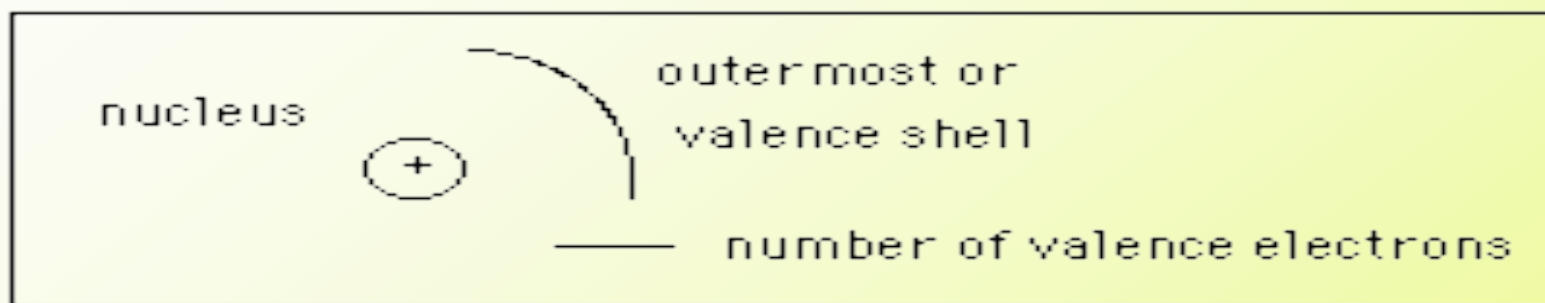 outermost or
nucleus
valence shell
+
number of valence electrons